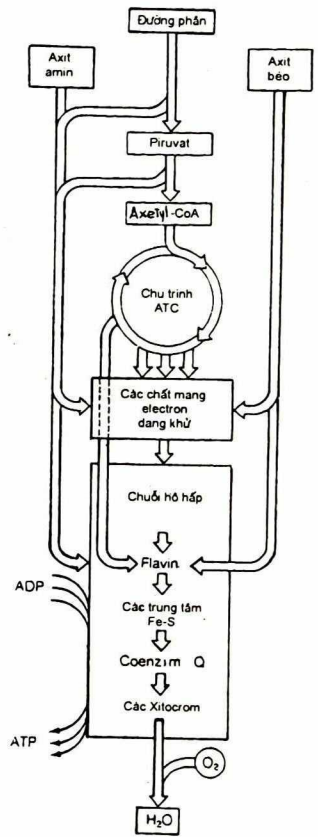 Đường phân
Axit
amin
Axit
béo
Piruvat
Axetyl-CoA
Chu trình
ATC
Các chất mang
electron
dạng khử
Chuỗi hô hấp
Flavin
ADP
Các trung tâm
Fe-S
Coenzim Q
Các Xitocrom
ATP
O₂
H₂O